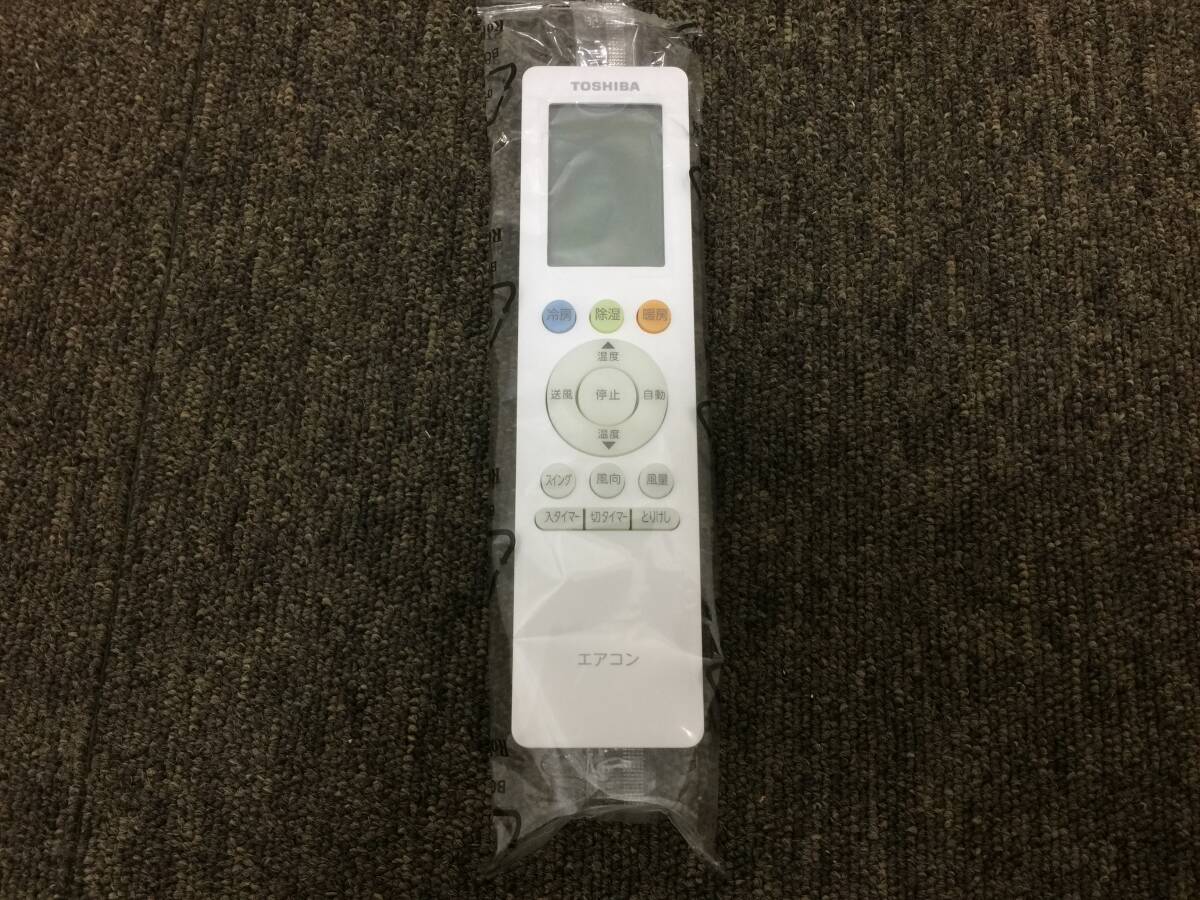 TOSHIBA
冷房 除湿 暖房
温度
送風 停止 自動
温度
スイング 風向 風量
入タイマー 切タイマー とりけし
エアコン